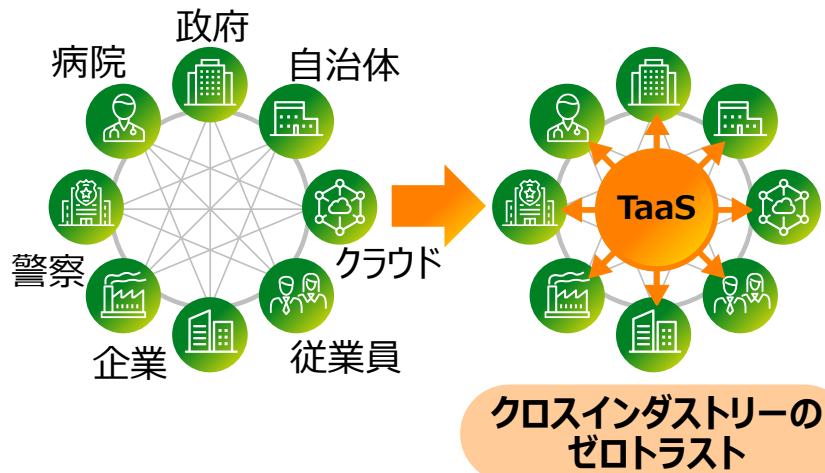 政府
病院
自治体
警察
クラウド
企業
従業員
TaaS
クロスインダストリーの
ゼロトラスト